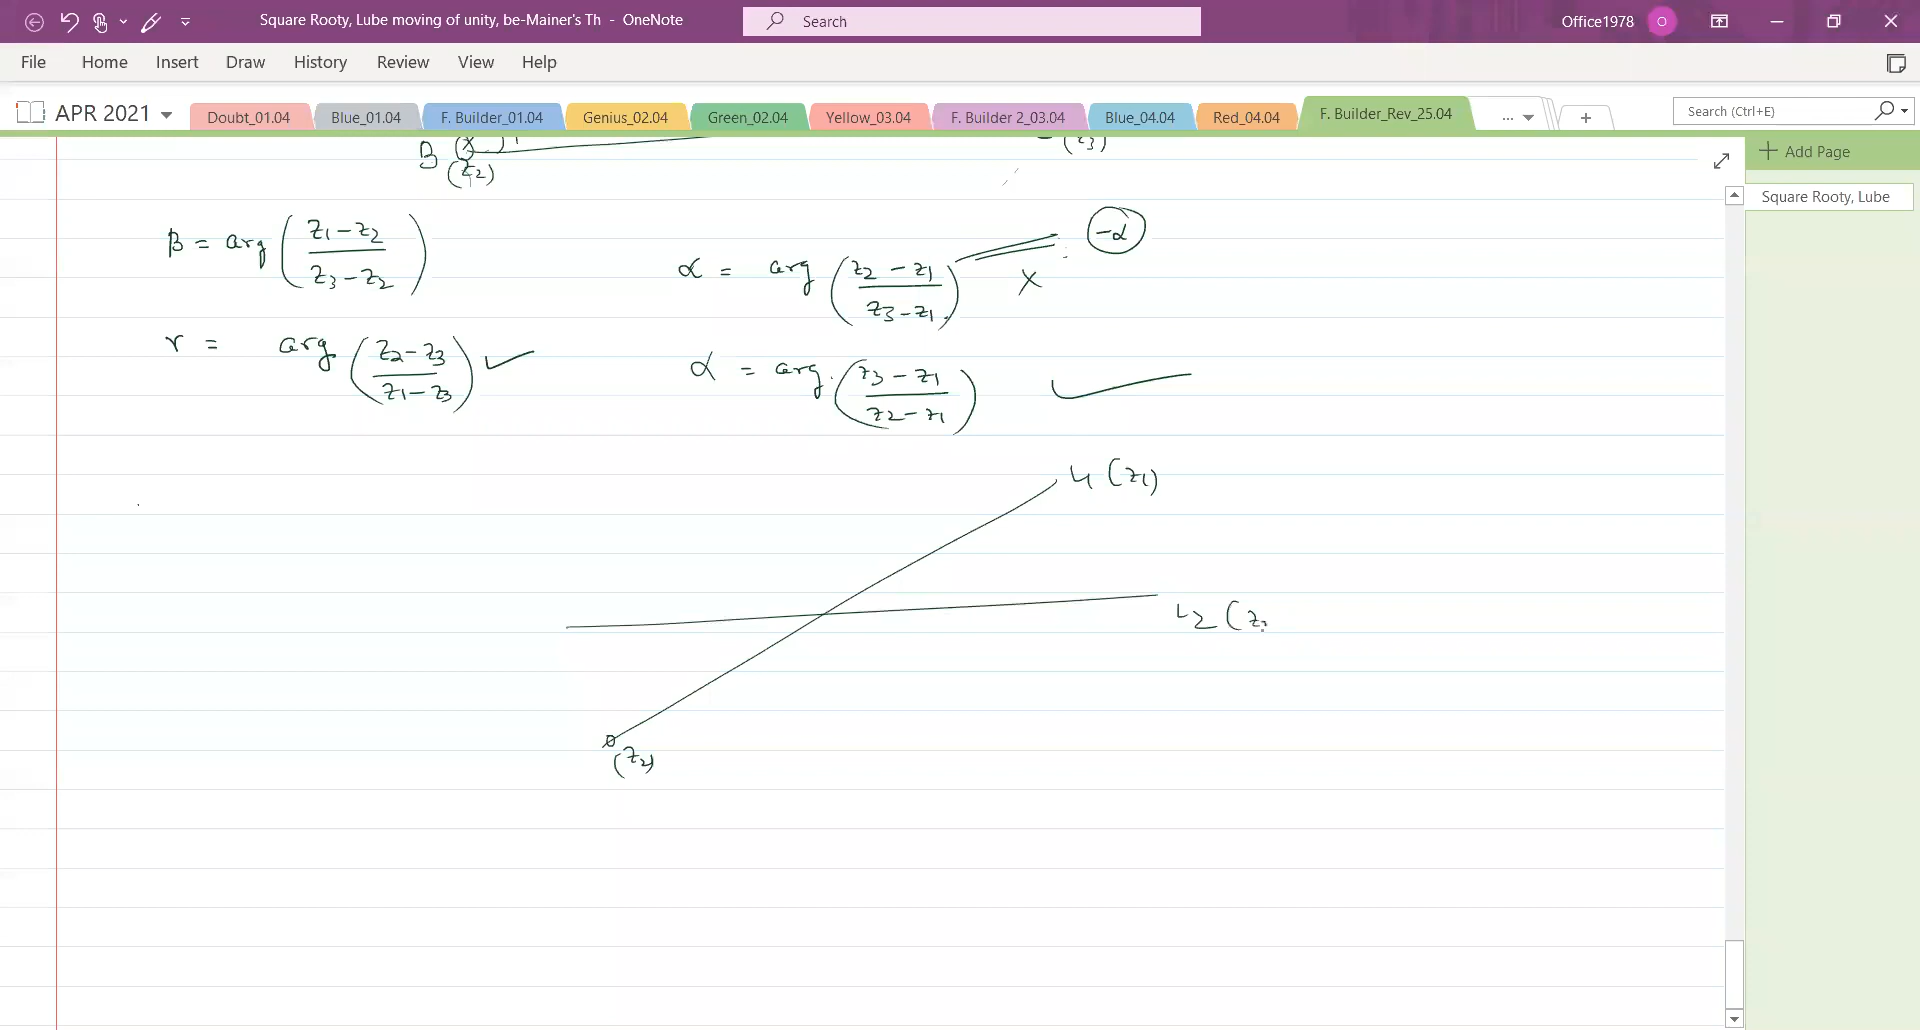 Square Rooty, Lube moving of unity, be-Mainer's Th - OneNote
Search
Office1978
O
File Home Insert Draw History Review View Help
APR 2021
Doubt_01.04 Blue_01.04 F. Builder_01.04 Genius_02.04 Green_02.04 Yellow_03.04 F. Builder 2_03.04 Blue_04.04 Red_04.04 F. Builder_Rev_25.04 ... +
Search (Ctrl+E)
Add Page
Square Rooty, Lube
B (z2) (z3)
β = arg ( (z1 - z2) / (z3 - z2) )
α = arg ( (z2 - z1) / (z3 - z1) ) X -α
r = arg ( (z2 - z3) / (z1 - z3) ) ✓
α = arg. ( (z3 - z1) / (z2 - z1) ) ✓
L1 (z1)
L2 (z
(z2)